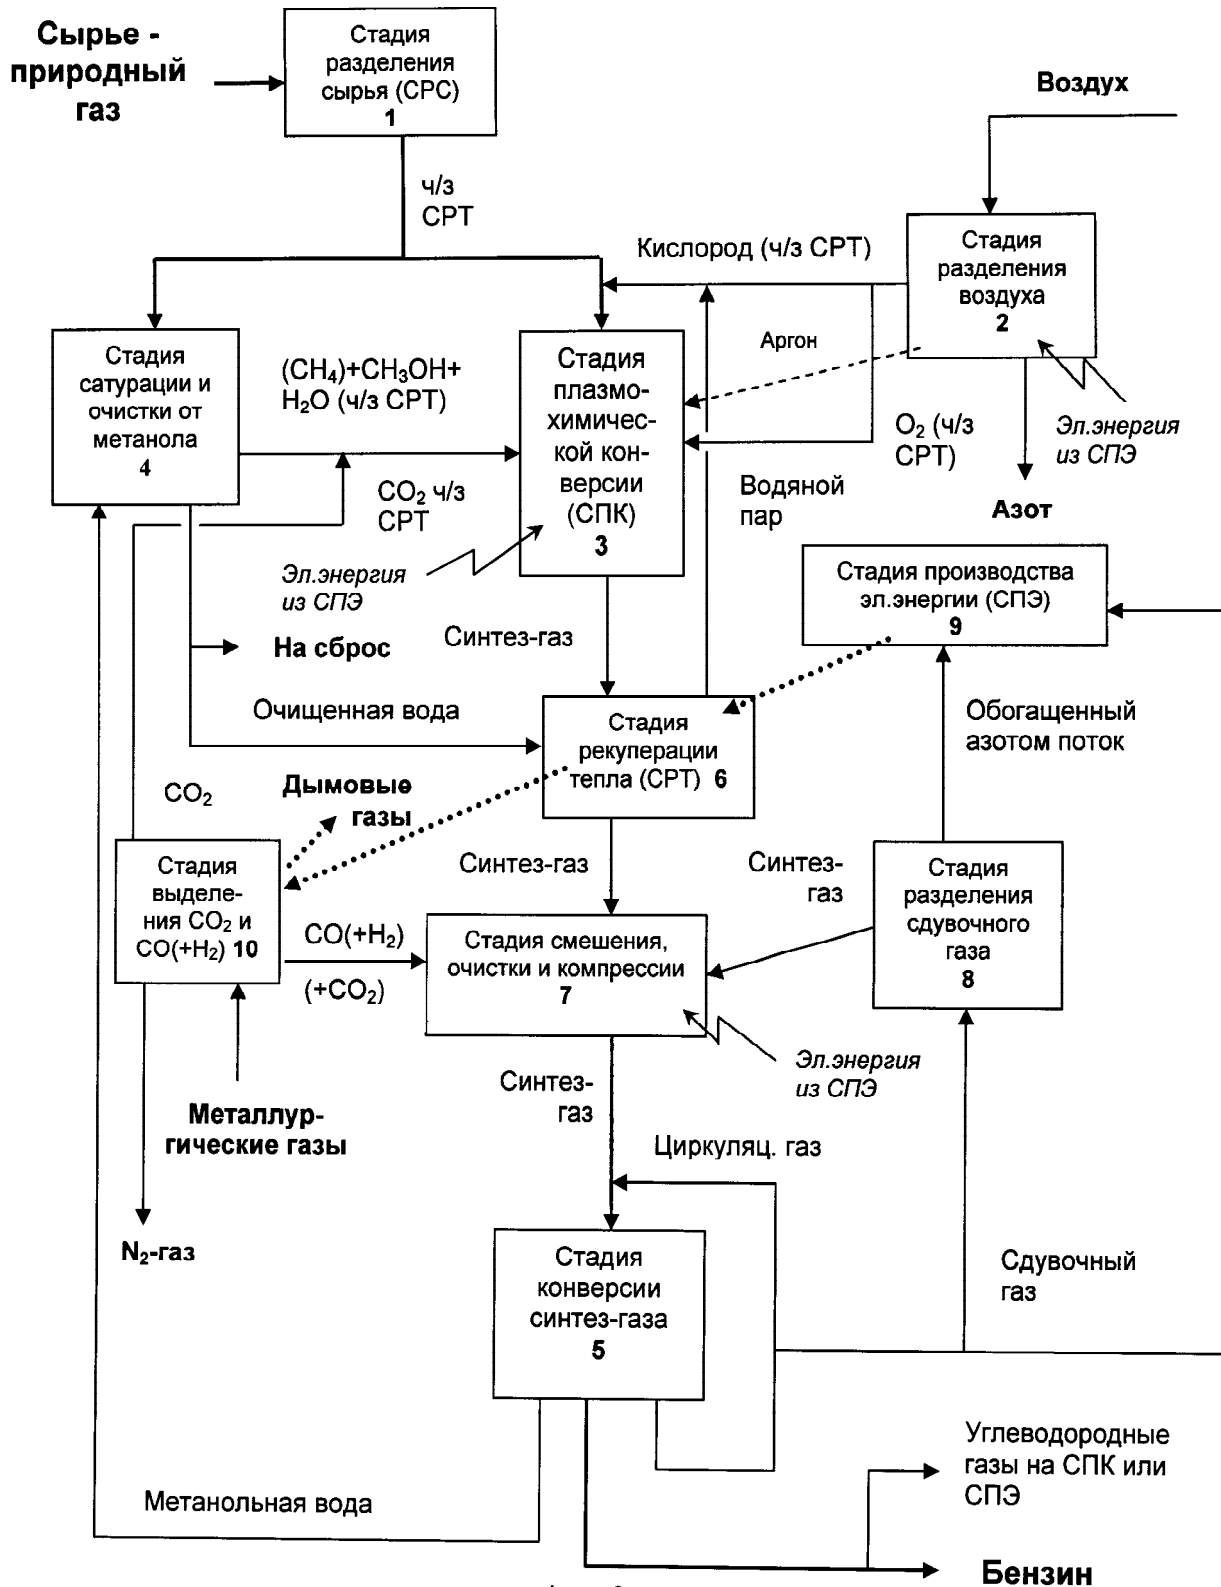 Сырье -
природный
газ
Стадия
разделения
сырья (СРС)
1
Воздух
ч/з
СРТ
Кислород (ч/з СРТ)
Стадия
разделения
воздуха
2
Стадия
сатурации и
очистки от
метанола
4
(CH₄)+CH₃OH+
H₂O (ч/з СРТ)
Стадия
плазмо-
химичес-
кой кон-
версии
(СПК)
3
Аргон
O₂ (ч/з
СРТ)
Эл.энергия
из СПЭ
CO₂ ч/з
СРТ
Водяной
пар
Азот
Эл.энергия
из СПЭ
Стадия производства
эл.энергии (СПЭ)
9
На сброс
Синтез-газ
Очищенная вода
Стадия
рекуперации
тепла (СРТ) 6
Обогащенный
азотом поток
CO₂
Дымовые
газы
Стадия
выделе-
ния CO₂ и
CO(+H₂) 10
Синтез-газ
Синтез-
газ
Стадия
разделения
сдувочного
газа
8
CO(+H₂)
(+CO₂)
Стадия смешения,
очистки и компрессии
7
Эл.энергия
из СПЭ
Металлур-
гические газы
Синтез-
газ
Циркуляц. газ
N₂-газ
Стадия
конверсии
синтез-газа
5
Сдувочный
газ
Углеводородные
газы на СПК или
СПЭ
Метанольная вода
Бензин